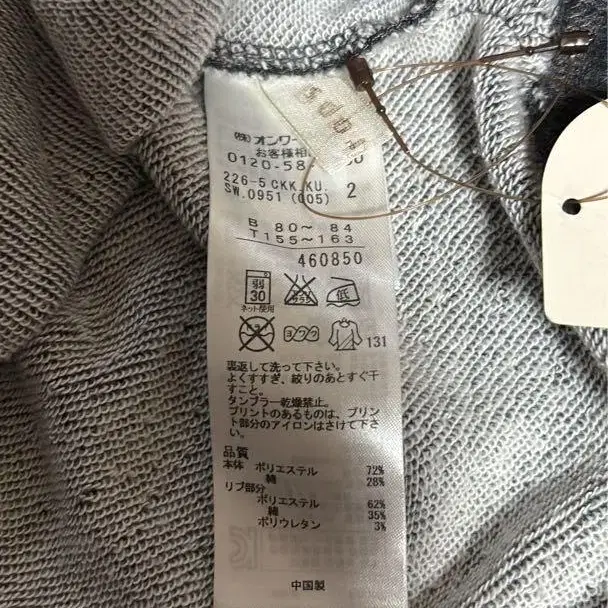 (株)オンワー
お客様相
0120-58
226-5 CKK KU. 2
SW.0951 (005)
B 80〜 84
T 155〜163
460850
弱
30
低
ネット使用
131
裏返して洗って下さい。
よくすすぎ、絞りのあとすぐ干
すこと。
タンブラー乾燥禁止。
プリントのあるものは、プリン
ト部分のアイロンはさけて下さ
い。
品質
本体 ポリエステル 72%
綿 28%
リブ部分
ポリエステル 62%
綿 35%
ポリウレタン 3%
中国製